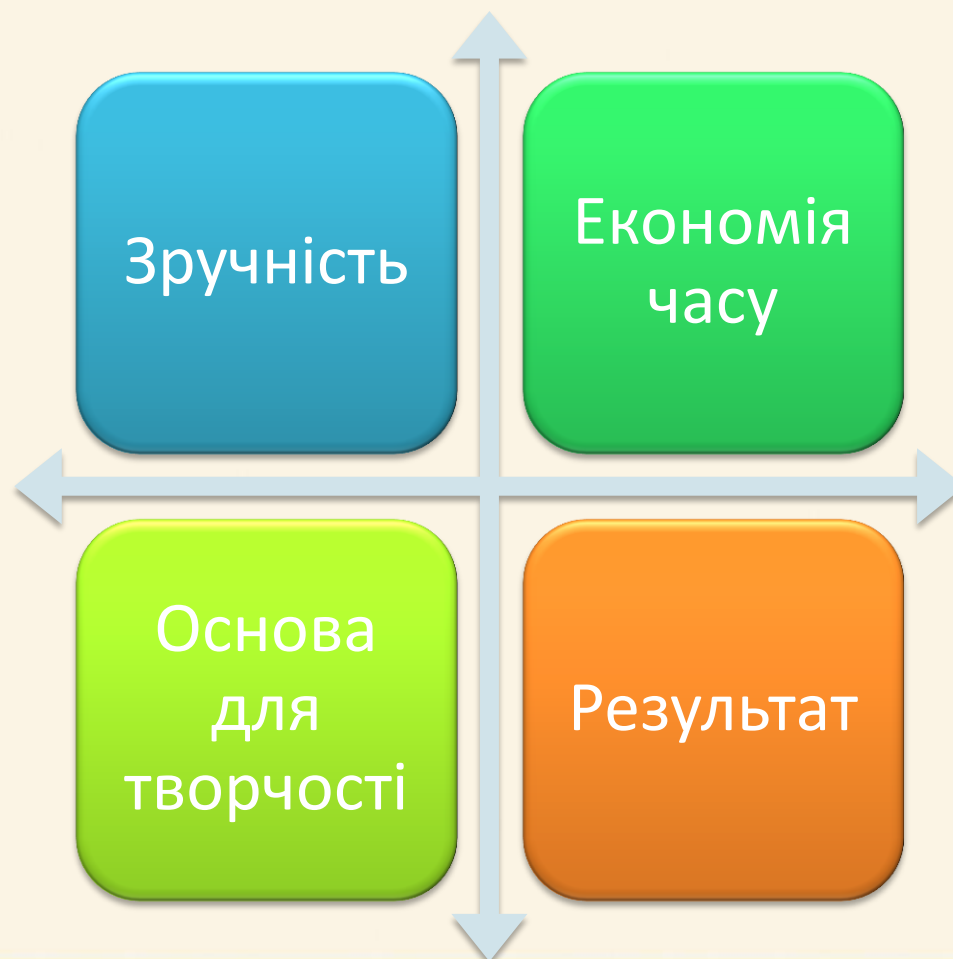 Зручність
Економія
часу
Основа
для
творчості
Результат